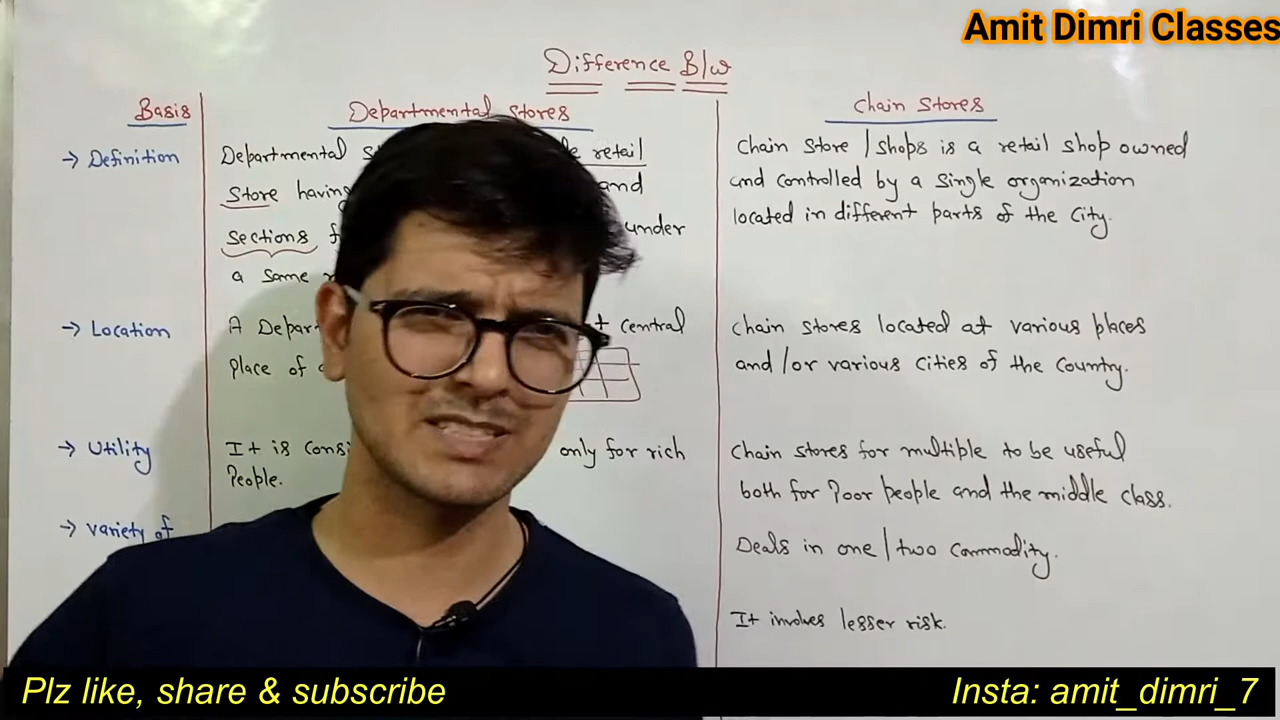 Amit Dimri Classes
Difference B/w
Basis
Departmental Stores
Chain Stores
→ Definition
Departmental
retail
Store having
and
sections
under
a same
Chain Store / Shops is a retail shop owned
and controlled by a single organization
located in different parts of the City.
→ Location
A
central
Place of
Chain stores located at various places
and /or various Cities of the Country.
→ Utility
It is
only for rich
People.
Chain stores for multiple to be useful
both for Poor people and the middle class.
→ variety of
Deals in one / two Commodity.
It involves lesser risk.
Plz like, share & subscribe
Insta: amit_dimri_7